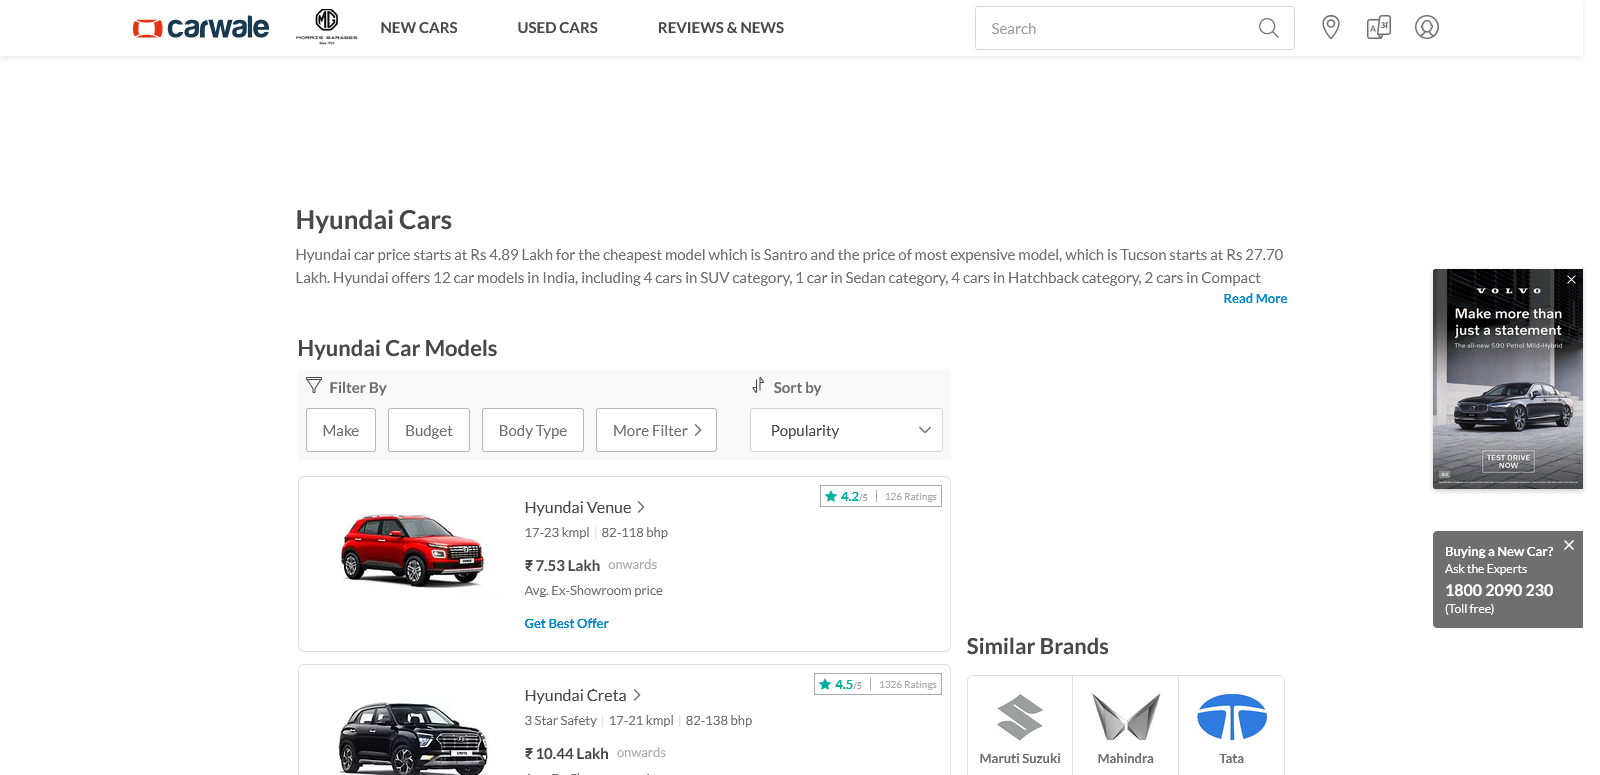 carwale
MG
MORRIS GARAGES
Since 1924
NEW CARS
USED CARS
REVIEWS & NEWS
Search
Hyundai Cars
Hyundai car price starts at Rs 4.89 Lakh for the cheapest model which is Santro and the price of most expensive model, which is Tucson starts at Rs 27.70
Lakh. Hyundai offers 12 car models in India, including 4 cars in SUV category, 1 car in Sedan category, 4 cars in Hatchback category, 2 cars in Compact
Read More
Hyundai Car Models
Filter By
Sort by
Make
Budget
Body Type
More Filter
Popularity
4.2/5 | 126 Ratings
Hyundai Venue
17-23 kmpl | 82-118 bhp
₹ 7.53 Lakh onwards
Avg. Ex-Showroom price
Get Best Offer
4.5/5 | 1326 Ratings
Hyundai Creta
3 Star Safety | 17-21 kmpl | 82-138 bhp
₹ 10.44 Lakh onwards
Similar Brands
Maruti Suzuki
Mahindra
Tata
VOLVO
Make more than
just a statement
The all-new S90 Petrol Mild-Hybrid
TEST DRIVE
NOW
Ad
Buying a New Car?
Ask the Experts
1800 2090 230
(Toll free)